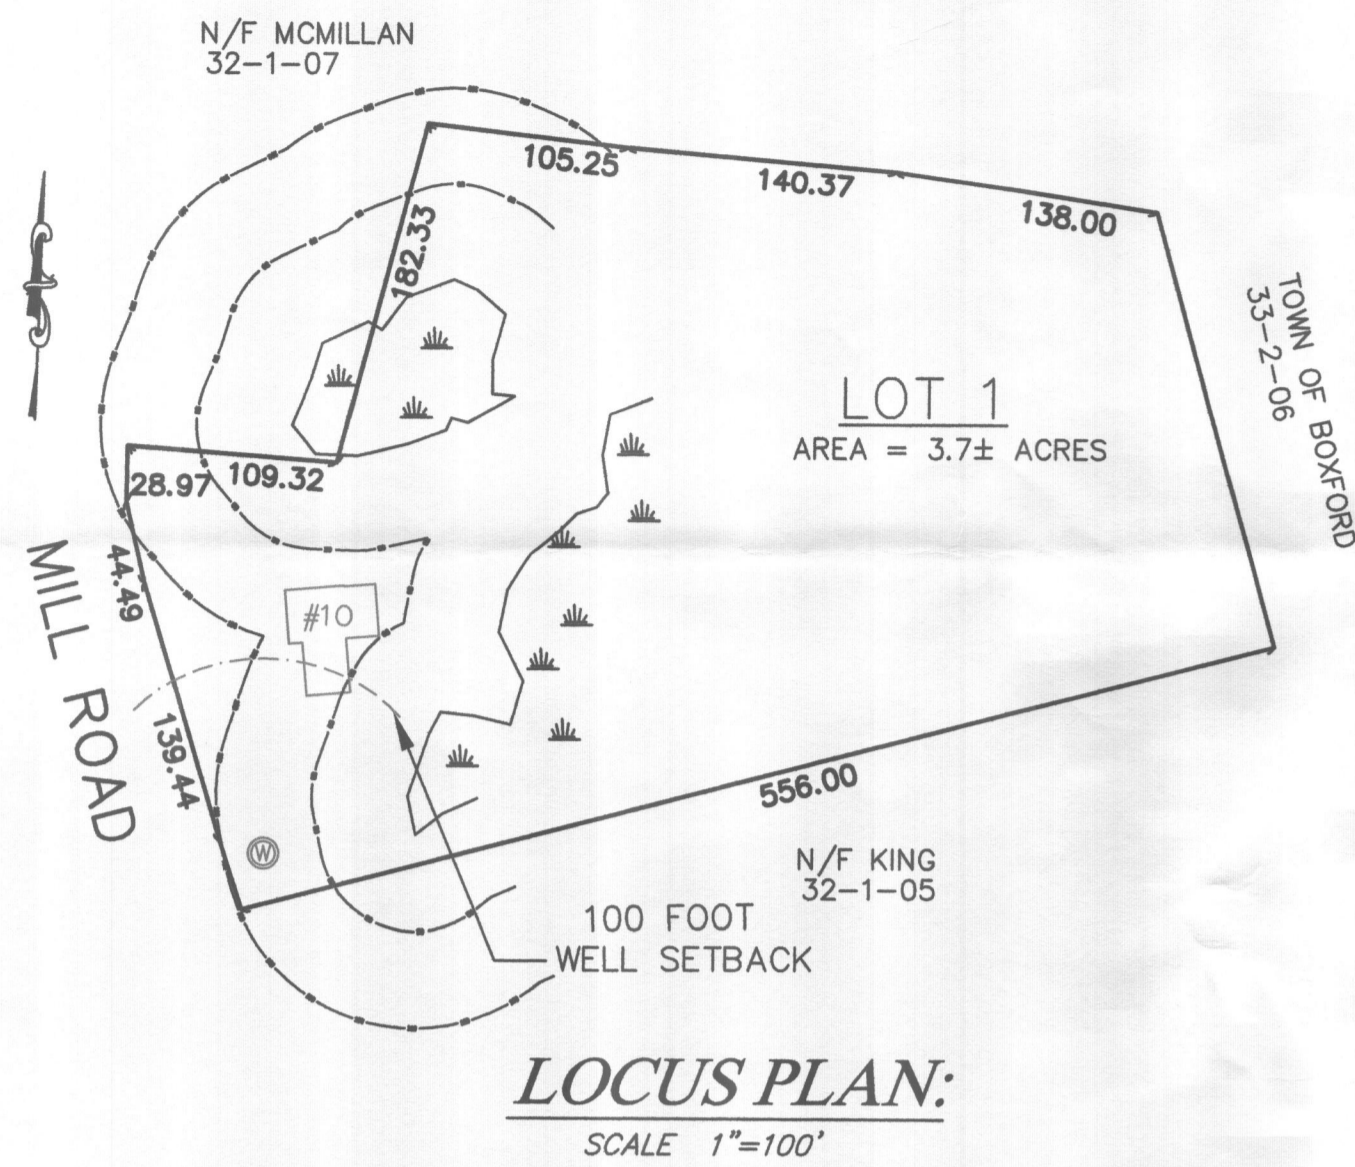 N/F MCMILLAN
32-1-07
105.25
140.37
138.00
182.33
TOWN OF BOXFORD
33-2-06
LOT 1
AREA = 3.7± ACRES
28.97
109.32
44.49
MILL ROAD
#10
139.44
556.00
W
N/F KING
32-1-05
100 FOOT
WELL SETBACK
LOCUS PLAN:
SCALE 1"=100'